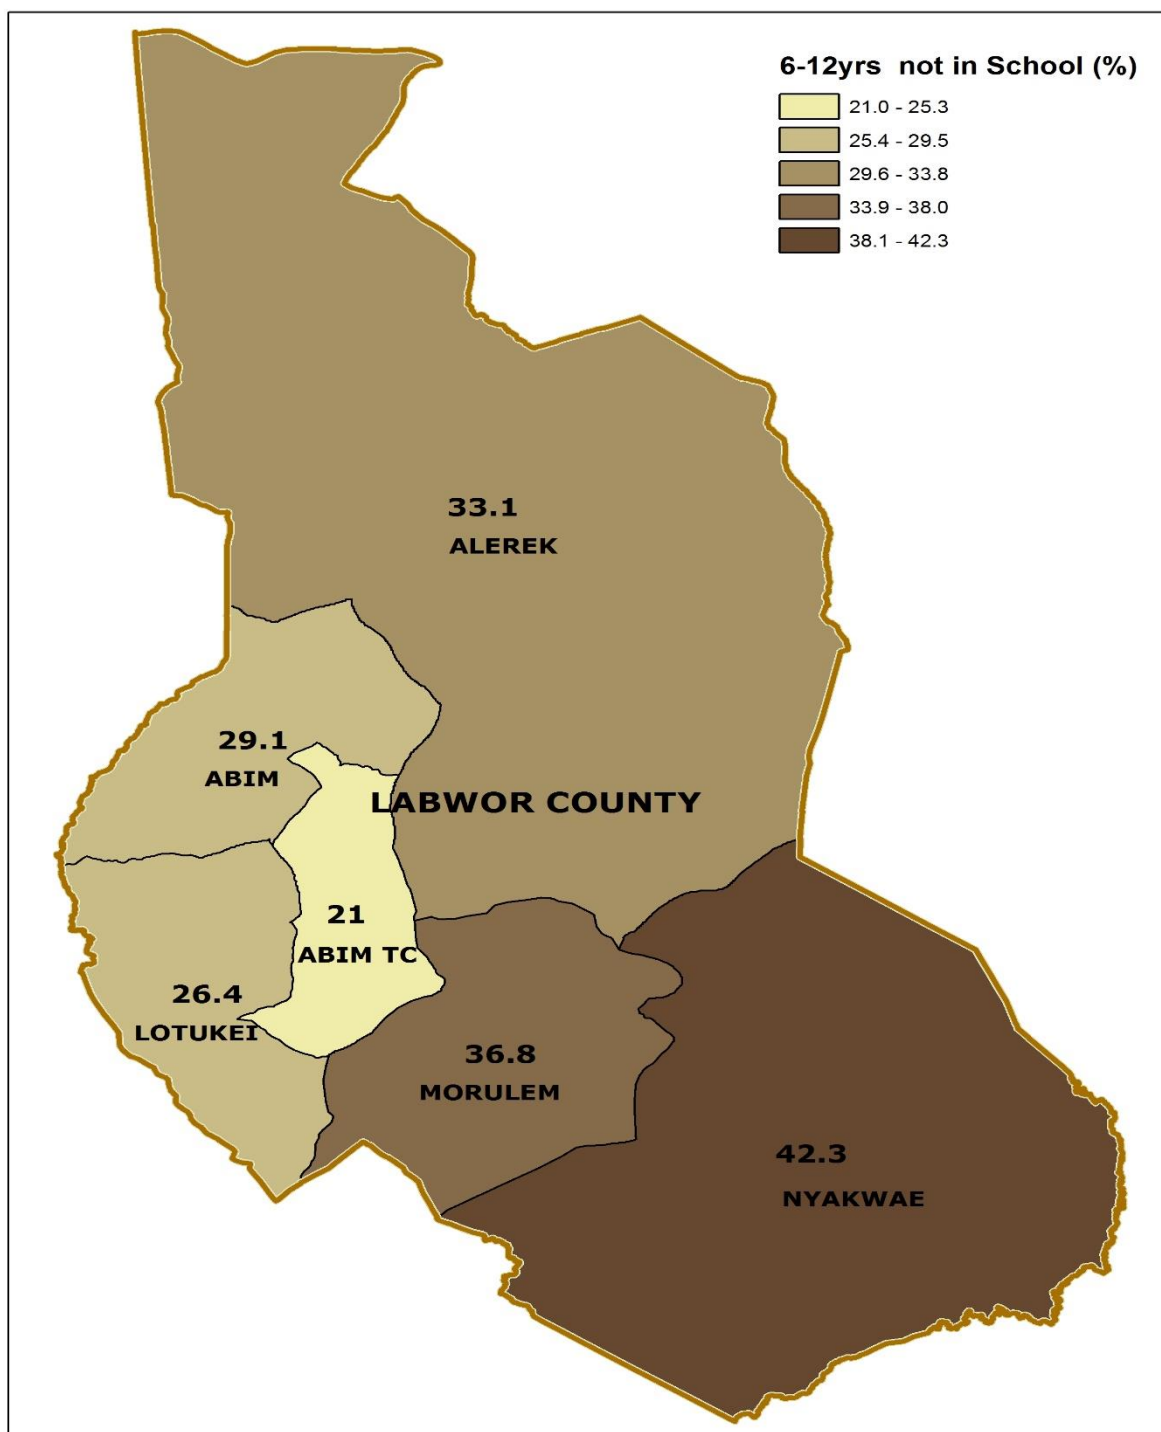 6-12yrs not in School (%)
21.0 - 25.3
25.4 - 29.5
29.6 - 33.8
33.9 - 38.0
38.1 - 42.3
33.1
ALEREK
29.1
ABIM
LABWOR COUNTY
21
ABIM TC
26.4
LOTUKEI
36.8
MORULEM
42.3
NYAKWAE